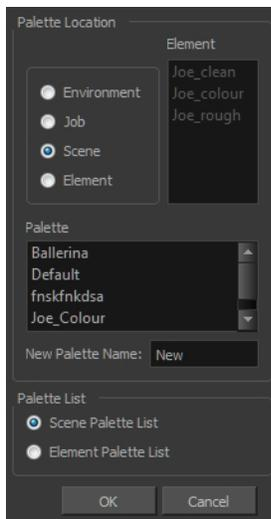 Palette Location
Element
Joe_clean
Joe_colour
Joe_rough
Environment
Job
Scene
Element
Palette
Ballerina
Default
fnskfnkdsa
Joe_Colour
New Palette Name: New
Palette List
Scene Palette List
Element Palette List
OK Cancel